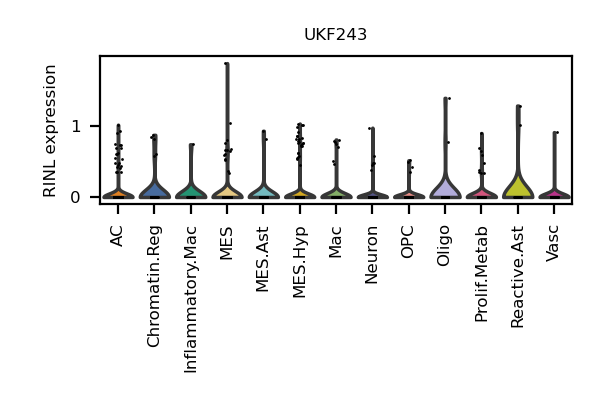 UKF243
RINL expression
1
0
AC
Chromatin.Reg
Inflammatory.Mac
MES
MES.Ast
MES.Hyp
Mac
Neuron
OPC
Oligo
Prolif.Metab
Reactive.Ast
Vasc